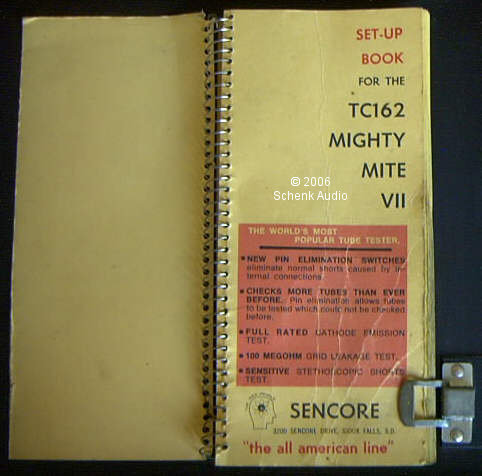 SET-UP
BOOK
FOR THE
TC162
MIGHTY
MITE
VII
© 2006
Schenk Audio
THE WORLD'S MOST
POPULAR TUBE TESTER.
• NEW PIN ELIMINATION SWITCHES
eliminate normal shorts caused by in-
ternal connections.
• CHECKS MORE TUBES THAN EVER
BEFORE. Pin elimination allows tubes
to be tested which could not be checked
before.
• FULL RATED CATHODE EMISSION
TEST.
• 100 MEGOHM GRID LEAKAGE TEST.
• SENSITIVE STETHOSCOPIC SHORTS
TEST.
SENCORE
3200 SENCORE DRIVE, SIOUX FALLS, S.D.
"the all american line"